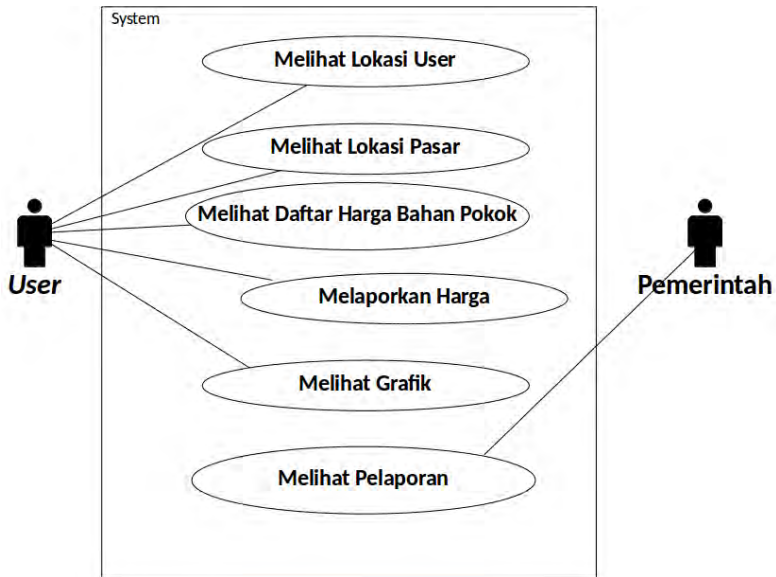 System
Melihat Lokasi User
Melihat Lokasi Pasar
Melihat Daftar Harga Bahan Pokok
User
Pemerintah
Melaporkan Harga
Melihat Grafik
Melihat Pelaporan